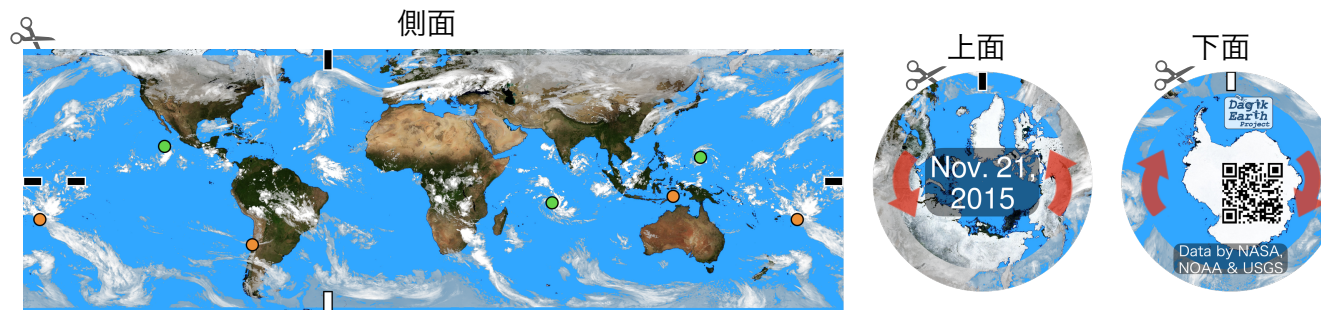 側面
上面
下面
Nov. 21,
2015
Dagik
Earth
Project
Data by NASA,
NOAA & USGS